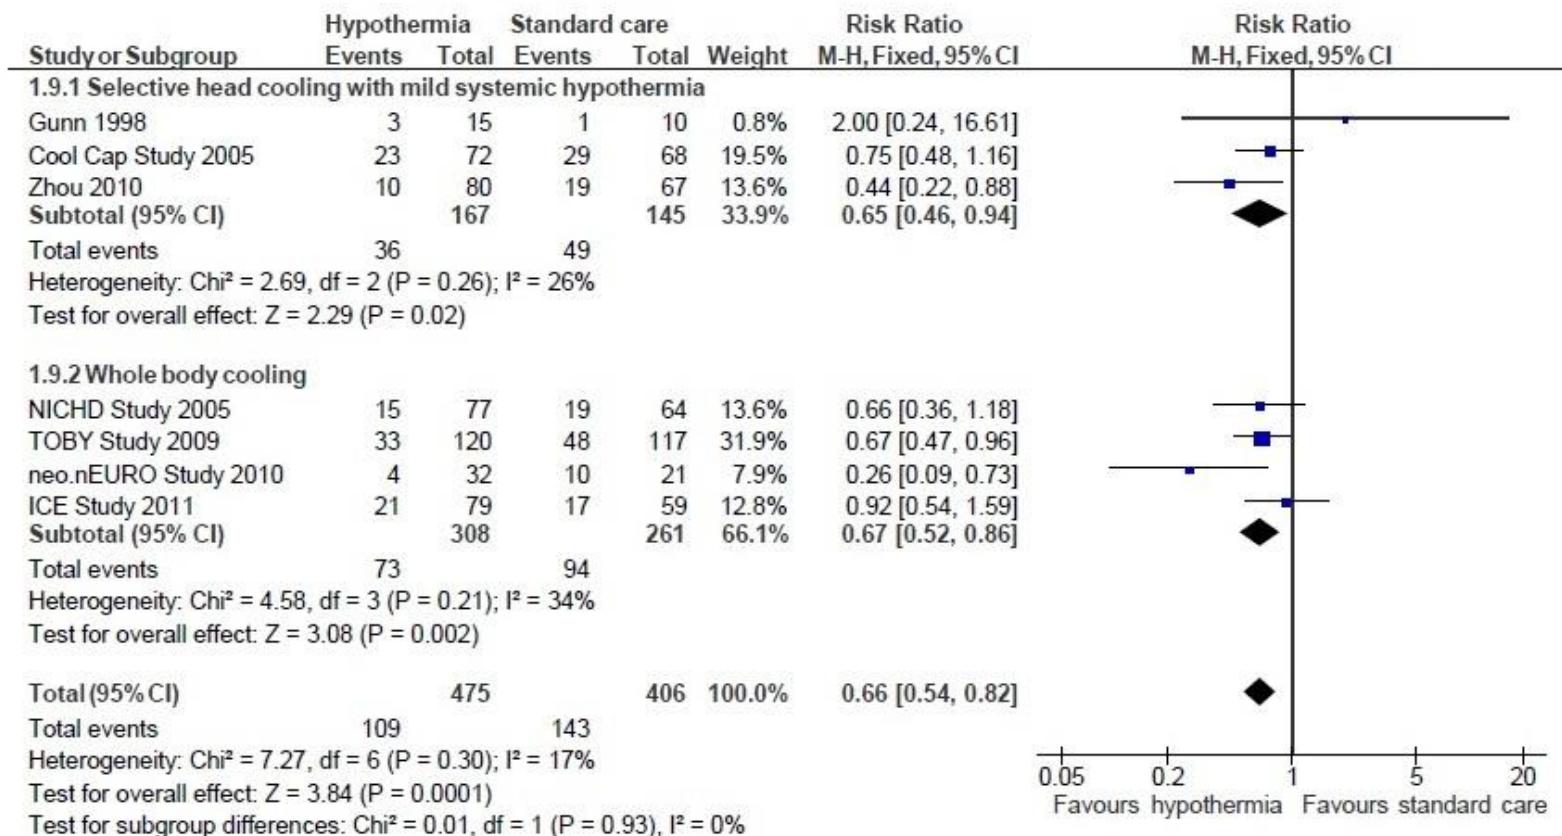 Hypothermia Standard care Risk Ratio Risk Ratio
Study or Subgroup Events Total Events Total Weight M-H, Fixed, 95% CI M-H, Fixed, 95% CI
1.9.1 Selective head cooling with mild systemic hypothermia
Gunn 1998 3 15 1 10 0.8% 2.00 [0.24, 16.61]
Cool Cap Study 2005 23 72 29 68 19.5% 0.75 [0.48, 1.16]
Zhou 2010 10 80 19 67 13.6% 0.44 [0.22, 0.88]
Subtotal (95% CI) 167 145 33.9% 0.65 [0.46, 0.94]
Total events 36 49
Heterogeneity: Chi² = 2.69, df = 2 (P = 0.26); I² = 26%
Test for overall effect: Z = 2.29 (P = 0.02)
1.9.2 Whole body cooling
NICHD Study 2005 15 77 19 64 13.6% 0.66 [0.36, 1.18]
TOBY Study 2009 33 120 48 117 31.9% 0.67 [0.47, 0.96]
neo.nEURO Study 2010 4 32 10 21 7.9% 0.26 [0.09, 0.73]
ICE Study 2011 21 79 17 59 12.8% 0.92 [0.54, 1.59]
Subtotal (95% CI) 308 261 66.1% 0.67 [0.52, 0.86]
Total events 73 94
Heterogeneity: Chi² = 4.58, df = 3 (P = 0.21); I² = 34%
Test for overall effect: Z = 3.08 (P = 0.002)
Total (95% CI) 475 406 100.0% 0.66 [0.54, 0.82]
Total events 109 143
Heterogeneity: Chi² = 7.27, df = 6 (P = 0.30); I² = 17%
Test for overall effect: Z = 3.84 (P = 0.0001)
Test for subgroup differences: Chi² = 0.01, df = 1 (P = 0.93), I² = 0%
0.05 0.2 1 5 20
Favours hypothermia Favours standard care